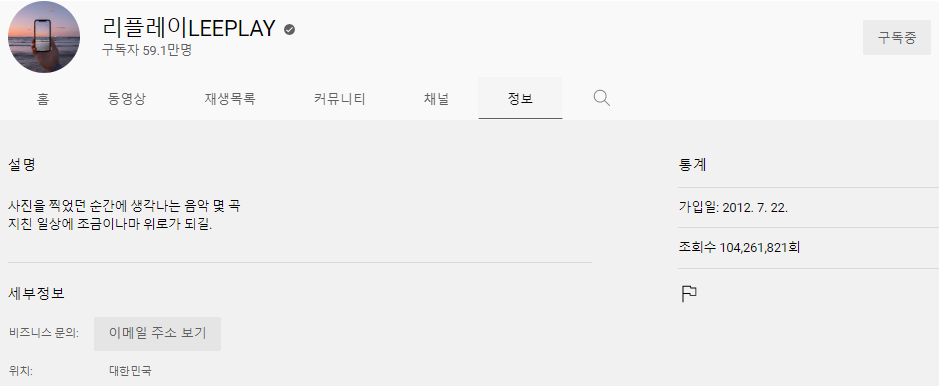 리플레이LEEPLAY
구독자 59.1만명
구독중
홈 동영상 재생목록 커뮤니티 채널 정보
설명
사진을 찍었던 순간에 생각나는 음악 몇 곡
지친 일상에 조금이나마 위로가 되길.
세부정보
비즈니스 문의: 이메일 주소 보기
위치: 대한민국
통계
가입일: 2012. 7. 22.
조회수 104,261,821회